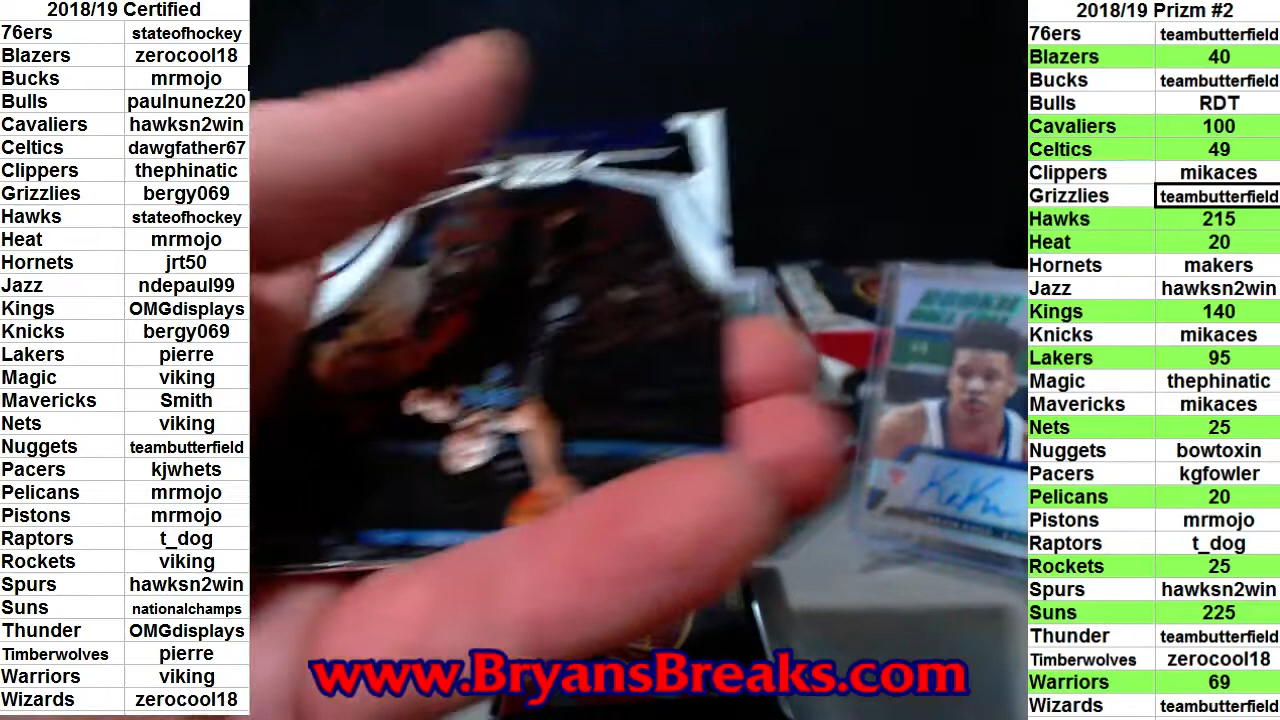 2018/19 Certified
76ers stateofhockey
Blazers zerocool18
Bucks mrmojo
Bulls paulnunez20
Cavaliers hawksn2win
Celtics dawgfather67
Clippers thephinatic
Grizzlies bergy069
Hawks stateofhockey
Heat mrmojo
Hornets jrt50
Jazz ndepaul99
Kings OMGdisplays
Knicks bergy069
Lakers pierre
Magic viking
Mavericks Smith
Nets viking
Nuggets teambutterfield
Pacers kjwhets
Pelicans mrmojo
Pistons mrmojo
Raptors t_dog
Rockets viking
Spurs hawksn2win
Suns nationalchamps
Thunder OMGdisplays
Timberwolves pierre
Warriors viking
Wizards zerocool18
ROOKIE
www.BryansBreaks.com
2018/19 Prizm #2
76ers teambutterfield
Blazers 40
Bucks teambutterfield
Bulls RDT
Cavaliers 100
Celtics 49
Clippers mikaces
Grizzlies teambutterfield
Hawks 215
Heat 20
Hornets makers
Jazz hawksn2win
Kings 140
Knicks mikaces
Lakers 95
Magic thephinatic
Mavericks mikaces
Nets 25
Nuggets bowtoxin
Pacers kgfowler
Pelicans 20
Pistons mrmojo
Raptors t_dog
Rockets 25
Spurs hawksn2win
Suns 225
Thunder teambutterfield
Timberwolves zerocool18
Warriors 69
Wizards teambutterfield